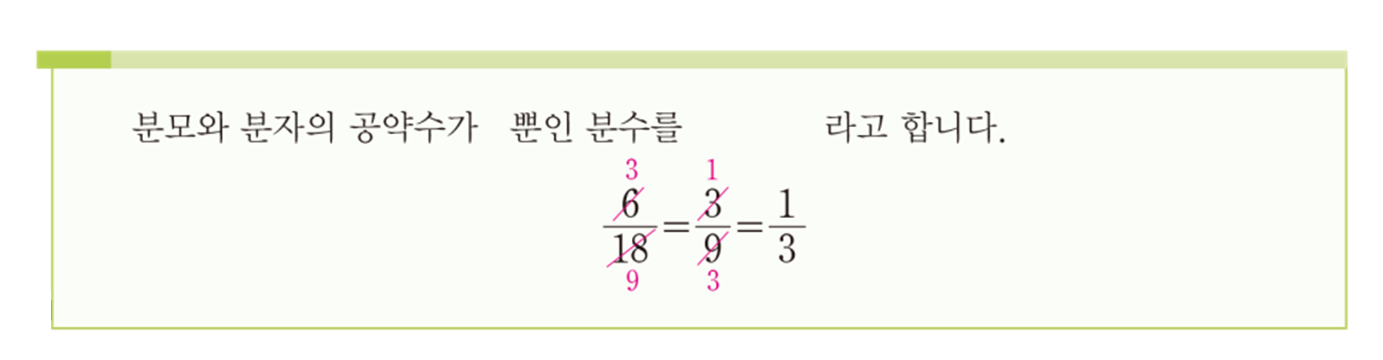 분모와 분자의 공약수가 뿐인 분수를 라고 합니다.
3 1
6/18=3/9=1/3
9 3